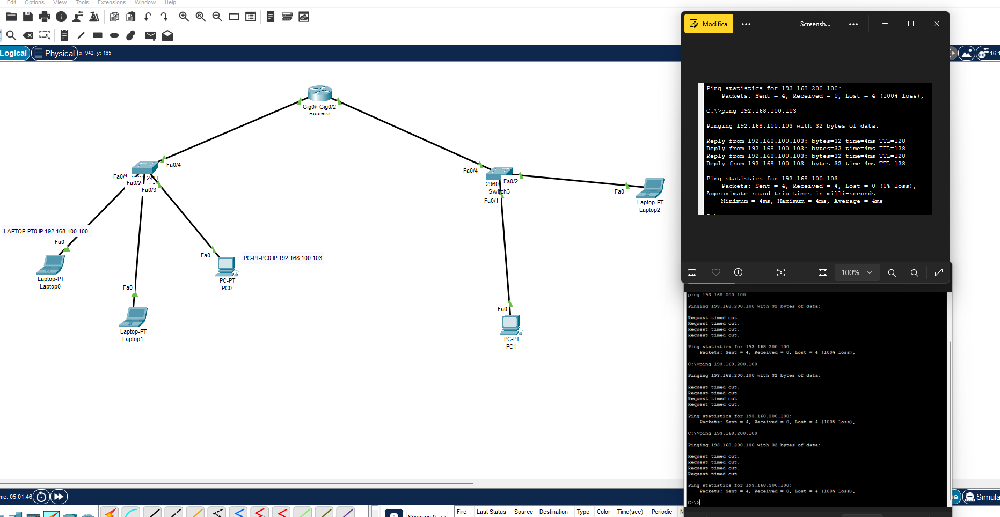 Edit Options View Tools Extensions Window Help
Logical Physical x: 942, y: 165
Gig0/ Gig0/2
Router0
Fa0/4
Fa0/1
Fa0/2
Fa0/3
Fa0/4
Fa0/2
2960
Switch3
Fa0/1
Fa0
Laptop-PT
Laptop2
LAPTOP-PT0 IP 192.168.100.100
Fa0
Laptop-PT
Laptop0
Fa0
PC-PT-PC0 IP 192.168.100.103
PC-PT
PC0
Fa0
Laptop-PT
Laptop1
Fa0
PC-PT
PC1
Modifica
Screensh...
Ping statistics for 193.168.200.100:
Packets: Sent = 4, Received = 0, Lost = 4 (100% loss),
C:\>ping 192.168.100.103
Pinging 192.168.100.103 with 32 bytes of data:
Reply from 192.168.100.103: bytes=32 time=4ms TTL=128
Reply from 192.168.100.103: bytes=32 time=4ms TTL=128
Reply from 192.168.100.103: bytes=32 time=4ms TTL=128
Reply from 192.168.100.103: bytes=32 time=4ms TTL=128
Ping statistics for 192.168.100.103:
Packets: Sent = 4, Received = 4, Lost = 0 (0% loss),
Approximate round trip times in milli-seconds:
Minimum = 4ms, Maximum = 4ms, Average = 4ms
100%
ping 193.168.200.100
Pinging 193.168.200.100 with 32 bytes of data:
Request timed out.
Request timed out.
Request timed out.
Request timed out.
Ping statistics for 193.168.200.100:
Packets: Sent = 4, Received = 0, Lost = 4 (100% loss),
C:\>ping 193.168.200.100
Pinging 193.168.200.100 with 32 bytes of data:
Request timed out.
Request timed out.
Request timed out.
Request timed out.
Ping statistics for 193.168.200.100:
Packets: Sent = 4, Received = 0, Lost = 4 (100% loss),
C:\>ping 193.168.200.100
Pinging 193.168.200.100 with 32 bytes of data:
Request timed out.
Request timed out.
Request timed out.
Request timed out.
Ping statistics for 193.168.200.100:
Packets: Sent = 4, Received = 0, Lost = 4 (100% loss),
C:\>
16:1
me: 05:01:46
e Simula
Scenario 0
Fire Last Status Source Destination Type Color Time(sec) Periodic N